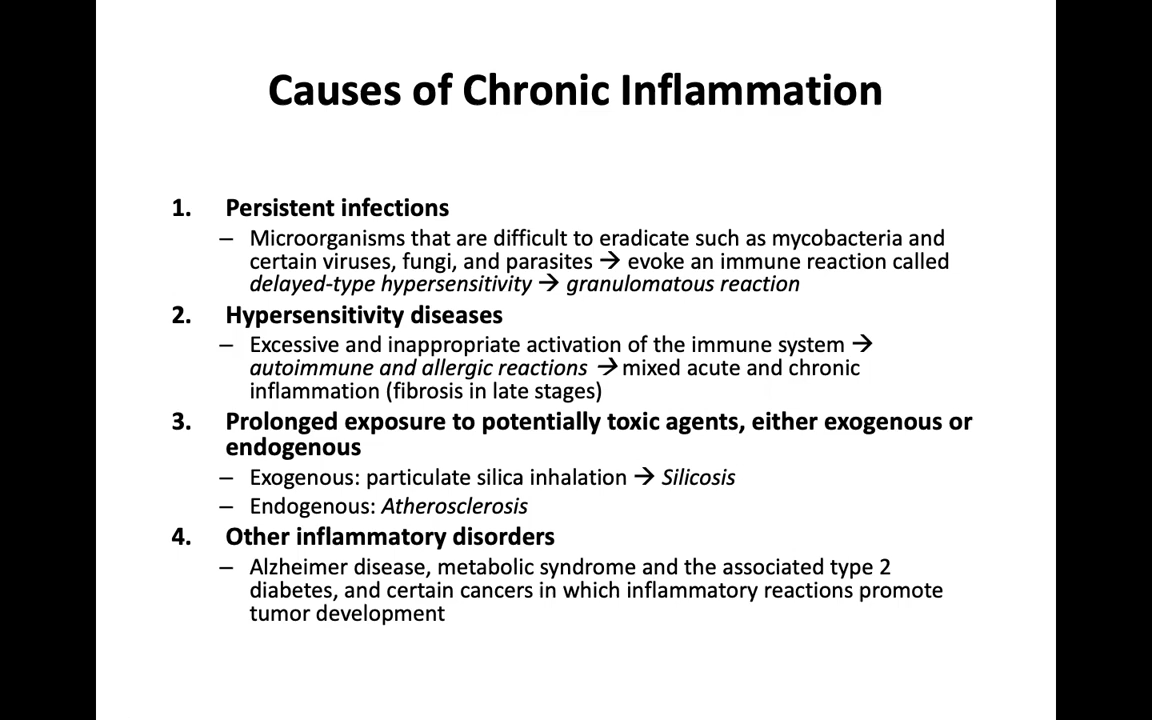 Causes of Chronic Inflammation
1. Persistent infections
– Microorganisms that are difficult to eradicate such as mycobacteria and
certain viruses, fungi, and parasites → evoke an immune reaction called
delayed-type hypersensitivity → granulomatous reaction
2. Hypersensitivity diseases
– Excessive and inappropriate activation of the immune system →
autoimmune and allergic reactions → mixed acute and chronic
inflammation (fibrosis in late stages)
3. Prolonged exposure to potentially toxic agents, either exogenous or
endogenous
– Exogenous: particulate silica inhalation → Silicosis
– Endogenous: Atherosclerosis
4. Other inflammatory disorders
– Alzheimer disease, metabolic syndrome and the associated type 2
diabetes, and certain cancers in which inflammatory reactions promote
tumor development